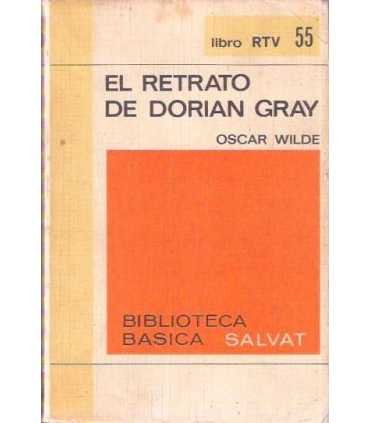 libro RTV 55
EL RETRATO
DE DORIAN GRAY
OSCAR WILDE
BIBLIOTECA
BASICA SALVAT